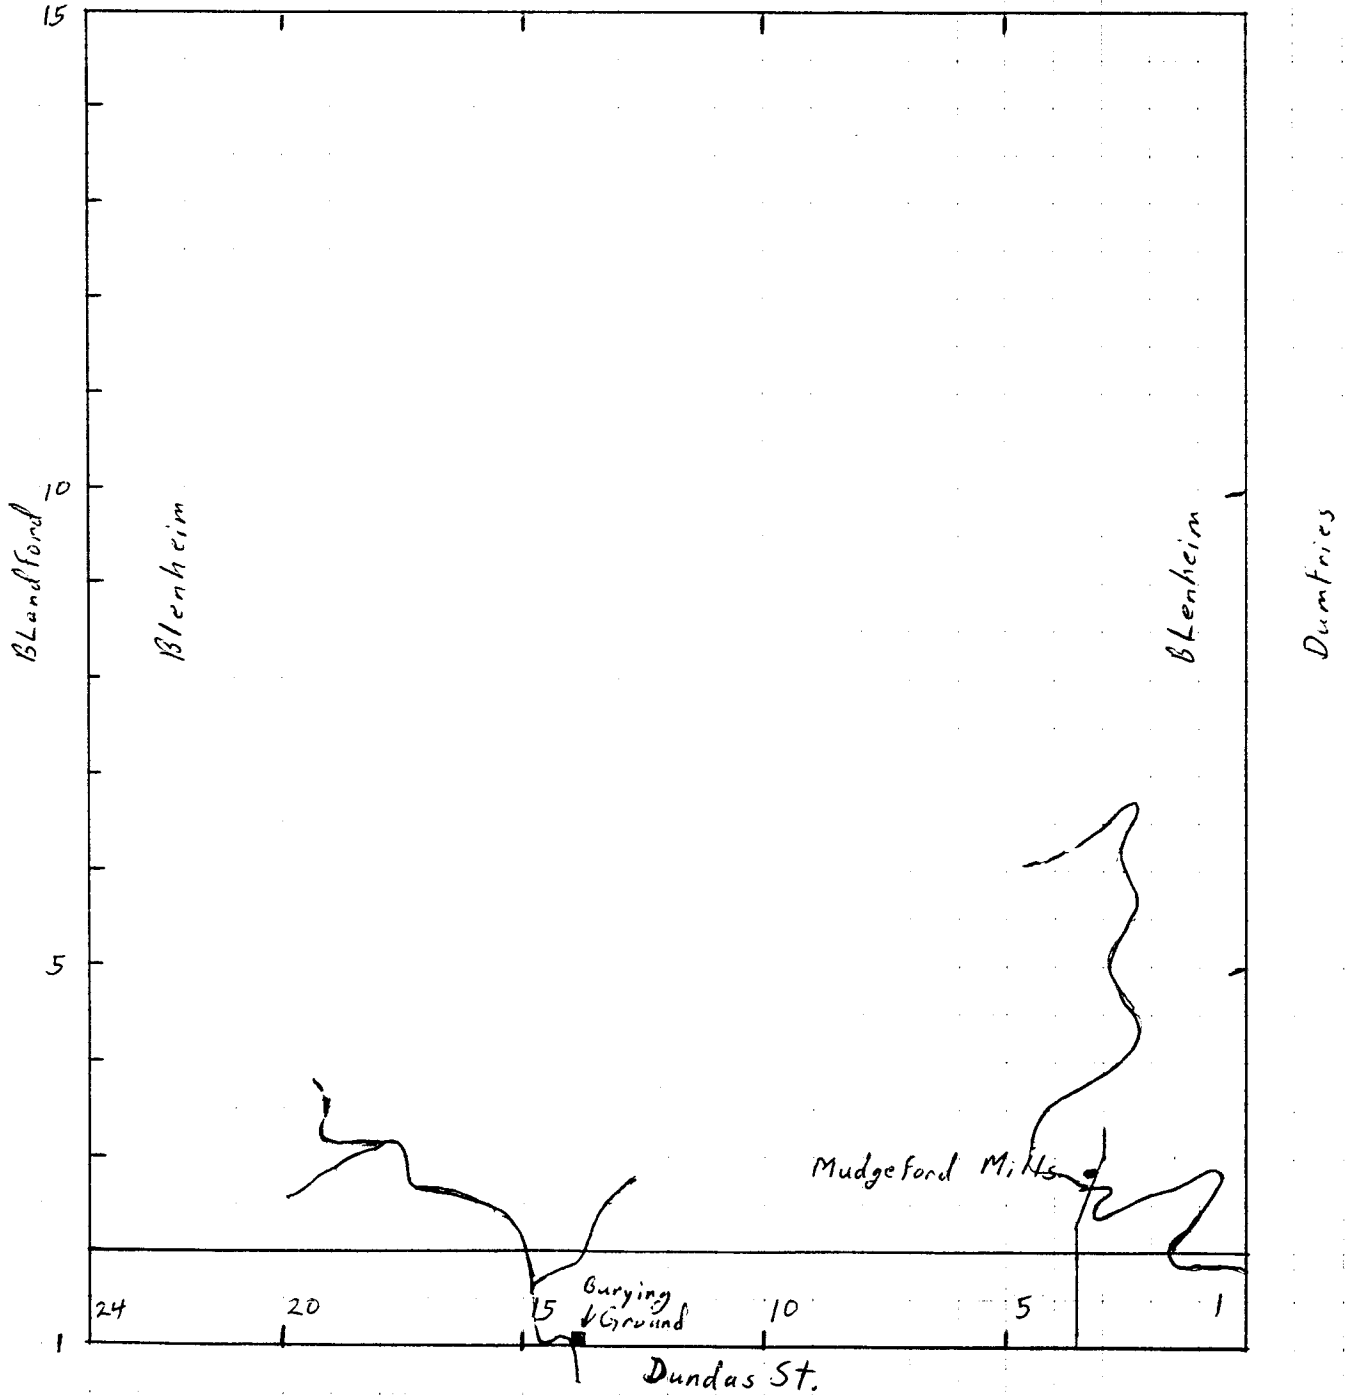 15
10
BLandford
Blenheim
BLenheim
Dumfries
5
Mudgeford Mills
Burying
Ground
24 20 15 10 5 1
1
Dundas St.